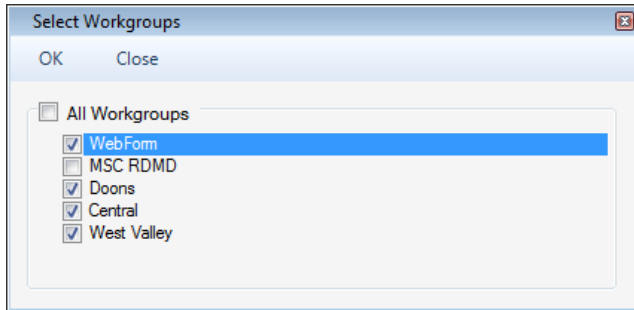 Select Workgroups
OK Close
All Workgroups
WebForm
MSC RDMD
Doons
Central
West Valley